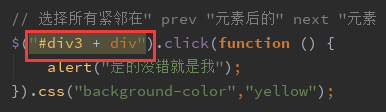 // 选择所有紧邻在" prev "元素后的" next "元素
$("#div3 + div").click(function () {
alert("是的没错就是我");
}).css("background-color","yellow");